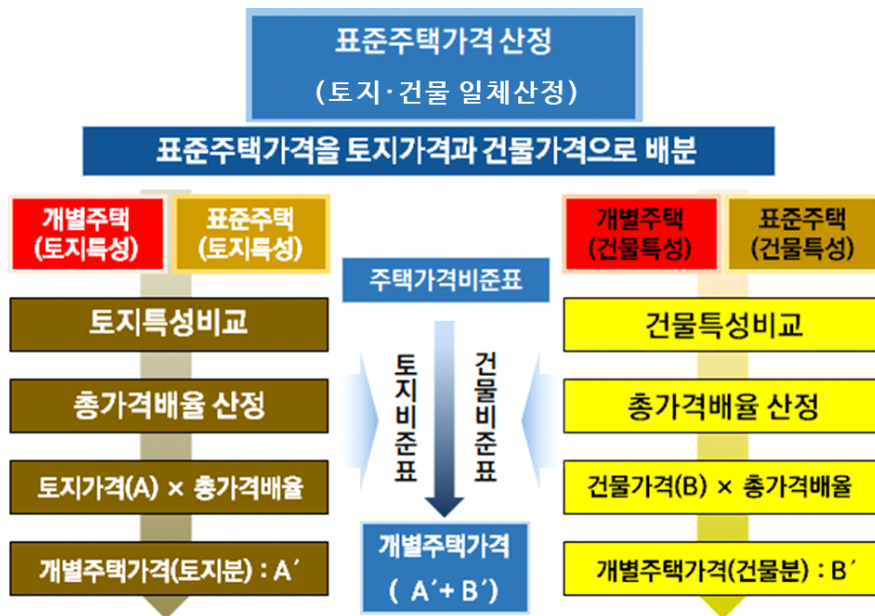 표준주택가격 산정
(토지·건물 일체산정)
표준주택가격을 토지가격과 건물가격으로 배분
개별주택
(토지특성)
표준주택
(토지특성)
개별주택
(건물특성)
표준주택
(건물특성)
주택가격비준표
토지특성비교
건물특성비교
토지비준표
건물비준표
총가격배율 산정
총가격배율 산정
토지가격(A) × 총가격배율
건물가격(B) × 총가격배율
개별주택가격(토지분) : A′
개별주택가격
( A′+ B′)
개별주택가격(건물분) : B′